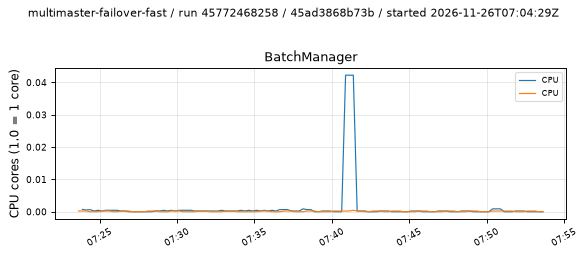 multimaster-failover-fast / run 45772468258 / 45ad3868b73b / started 2026-11-26T07:04:29Z
BatchManager
CPU cores (1.0 = 1 core)
0.04
0.03
0.02
0.01
0.00
CPU
CPU
07:25
07:30
07:35
07:40
07:45
07:50
07:55